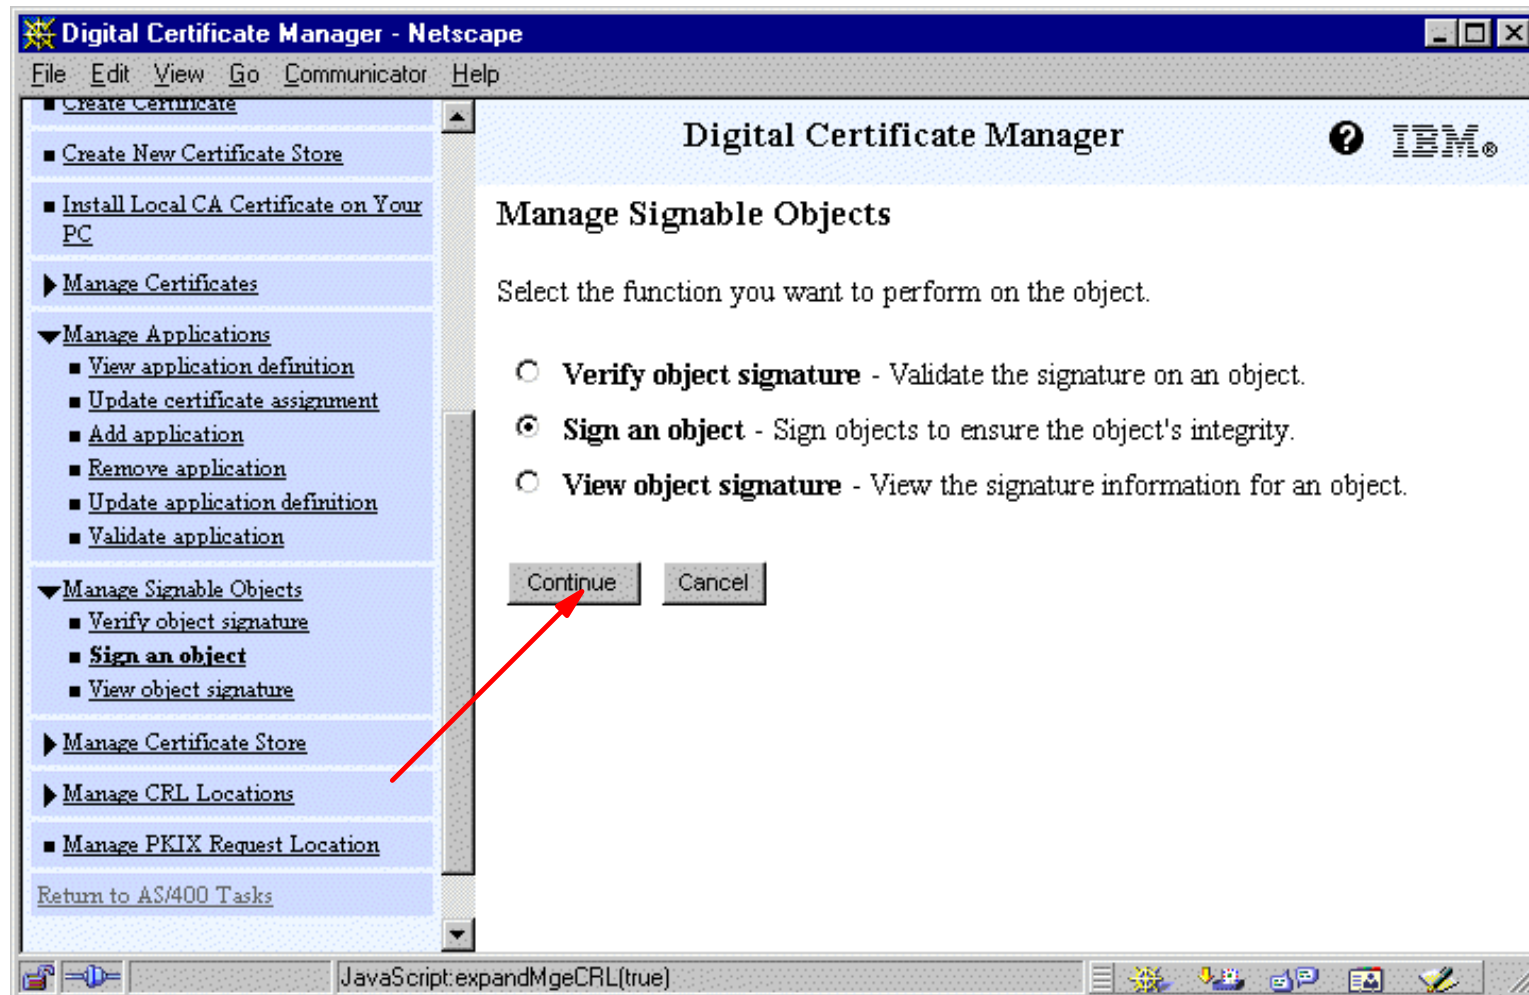 Digital Certificate Manager - Netscape
File Edit View Go Communicator Help
Create Certificate
Create New Certificate Store
Install Local CA Certificate on Your
PC
Manage Certificates
Manage Applications
View application definition
Update certificate assignment
Add application
Remove application
Update application definition
Validate application
Manage Signable Objects
Verify object signature
Sign an object
View object signature
Manage Certificate Store
Manage CRL Locations
Manage PKIX Request Location
Return to AS/400 Tasks
Digital Certificate Manager
? IBM®
Manage Signable Objects
Select the function you want to perform on the object.
Verify object signature - Validate the signature on an object.
Sign an object - Sign objects to ensure the object's integrity.
View object signature - View the signature information for an object.
Continue Cancel
JavaScript:expandMgeCRL(true)